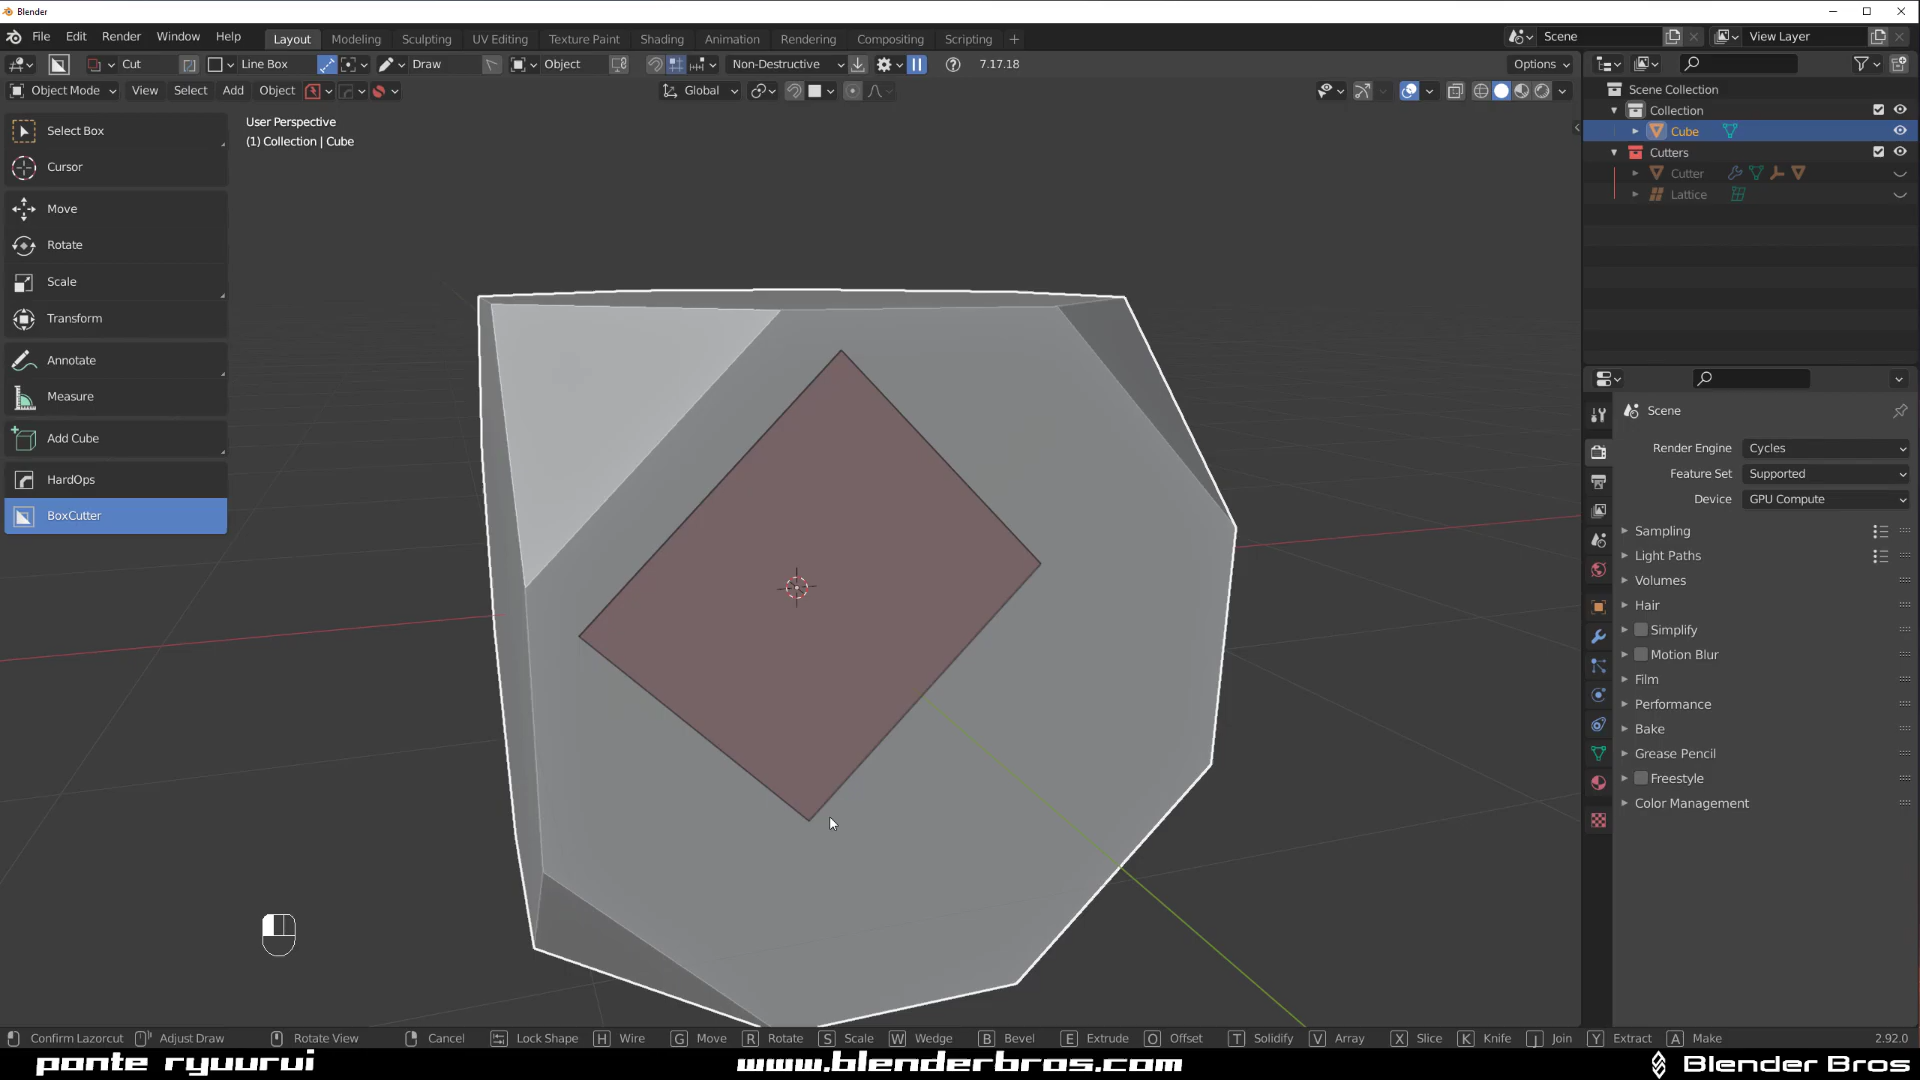 Blender
File Edit Render Window Help Layout Modeling Sculpting UV Editing Texture Paint Shading Animation Rendering Compositing Scripting Scene View Layer
Cut Line Box Draw Object Non-Destructive 7.17.18 Options
Object Mode View Select Add Object Global
User Perspective
(1) Collection | Cube
Select Box
Cursor
Move
Rotate
Scale
Transform
Annotate
Measure
Add Cube
HardOps
BoxCutter
Scene Collection
Collection
Cube
Cutters
Cutter
Lattice
Scene
Render Engine Cycles
Feature Set Supported
Device GPU Compute
Sampling
Light Paths
Volumes
Hair
Simplify
Motion Blur
Film
Performance
Bake
Grease Pencil
Freestyle
Color Management
Confirm Lazorcut Adjust Draw Rotate View Cancel Lock Shape H Wire G Move R Rotate S Scale W Wedge B Bevel E Extrude O Offset T Solidify V Array X Slice K Knife J Join Y Extract A Make 2.92.0
ponte ryuurui www.blenderbros.com Blender Bros